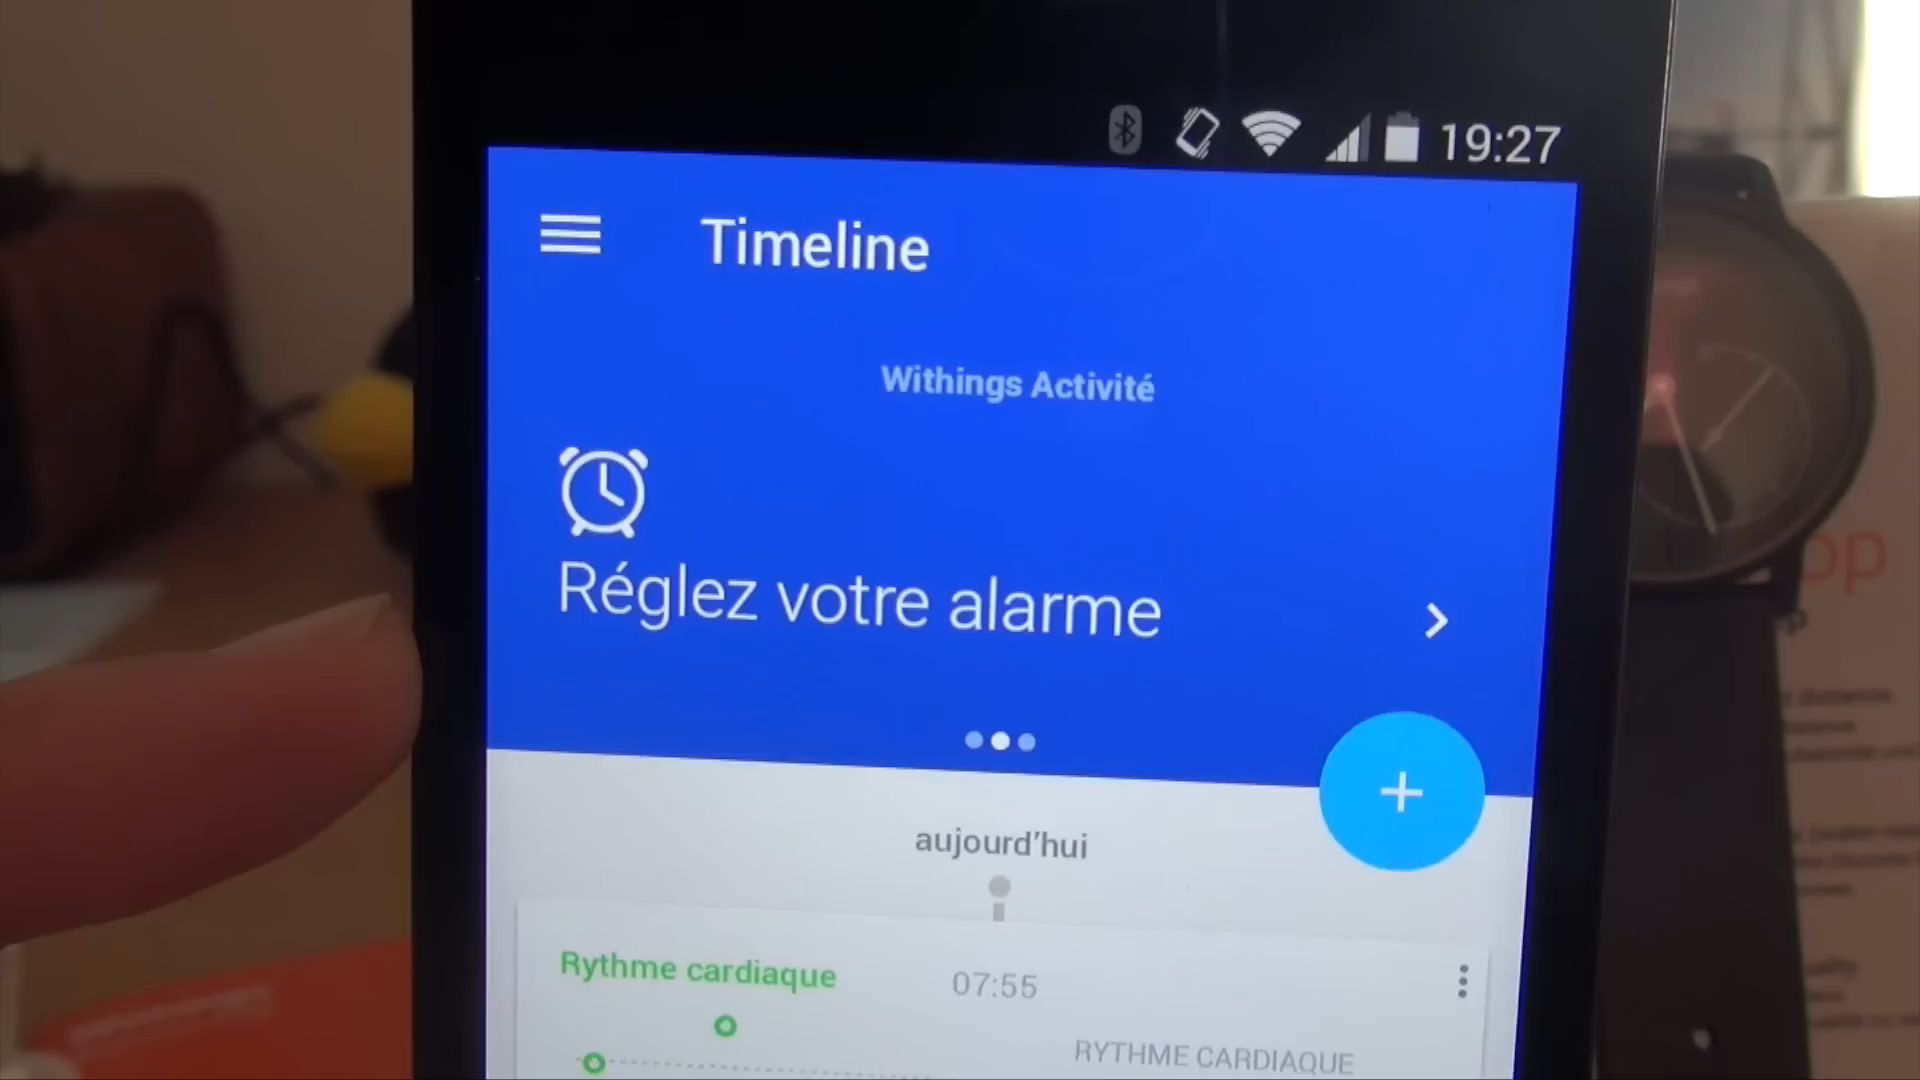 19:27
Timeline
Withings Activité
Réglez votre alarme
aujourd'hui
Rythme cardiaque
07:55
RYTHME CARDIAQUE